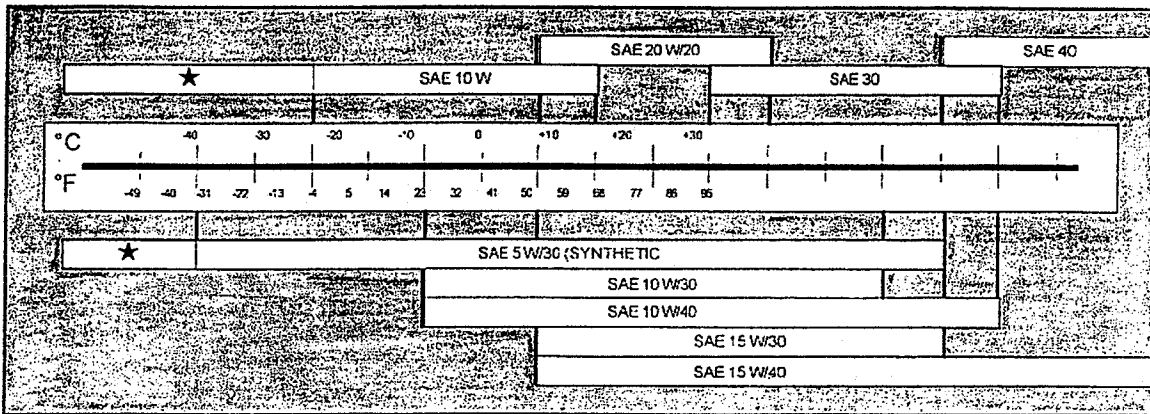 SAE 20 W/20 SAE 40
★ SAE 10 W SAE 30
°C -40 -30 -20 -10 0 +10 +20 +30
°F
-49 -40 -31 -22 -13 -4 5 14 23 32 41 50 59 68 77 86 95
★ SAE 5 W/30 (SYNTHETIC
SAE 10 W/30
SAE 10 W/40
SAE 15 W/30
SAE 15 W/40